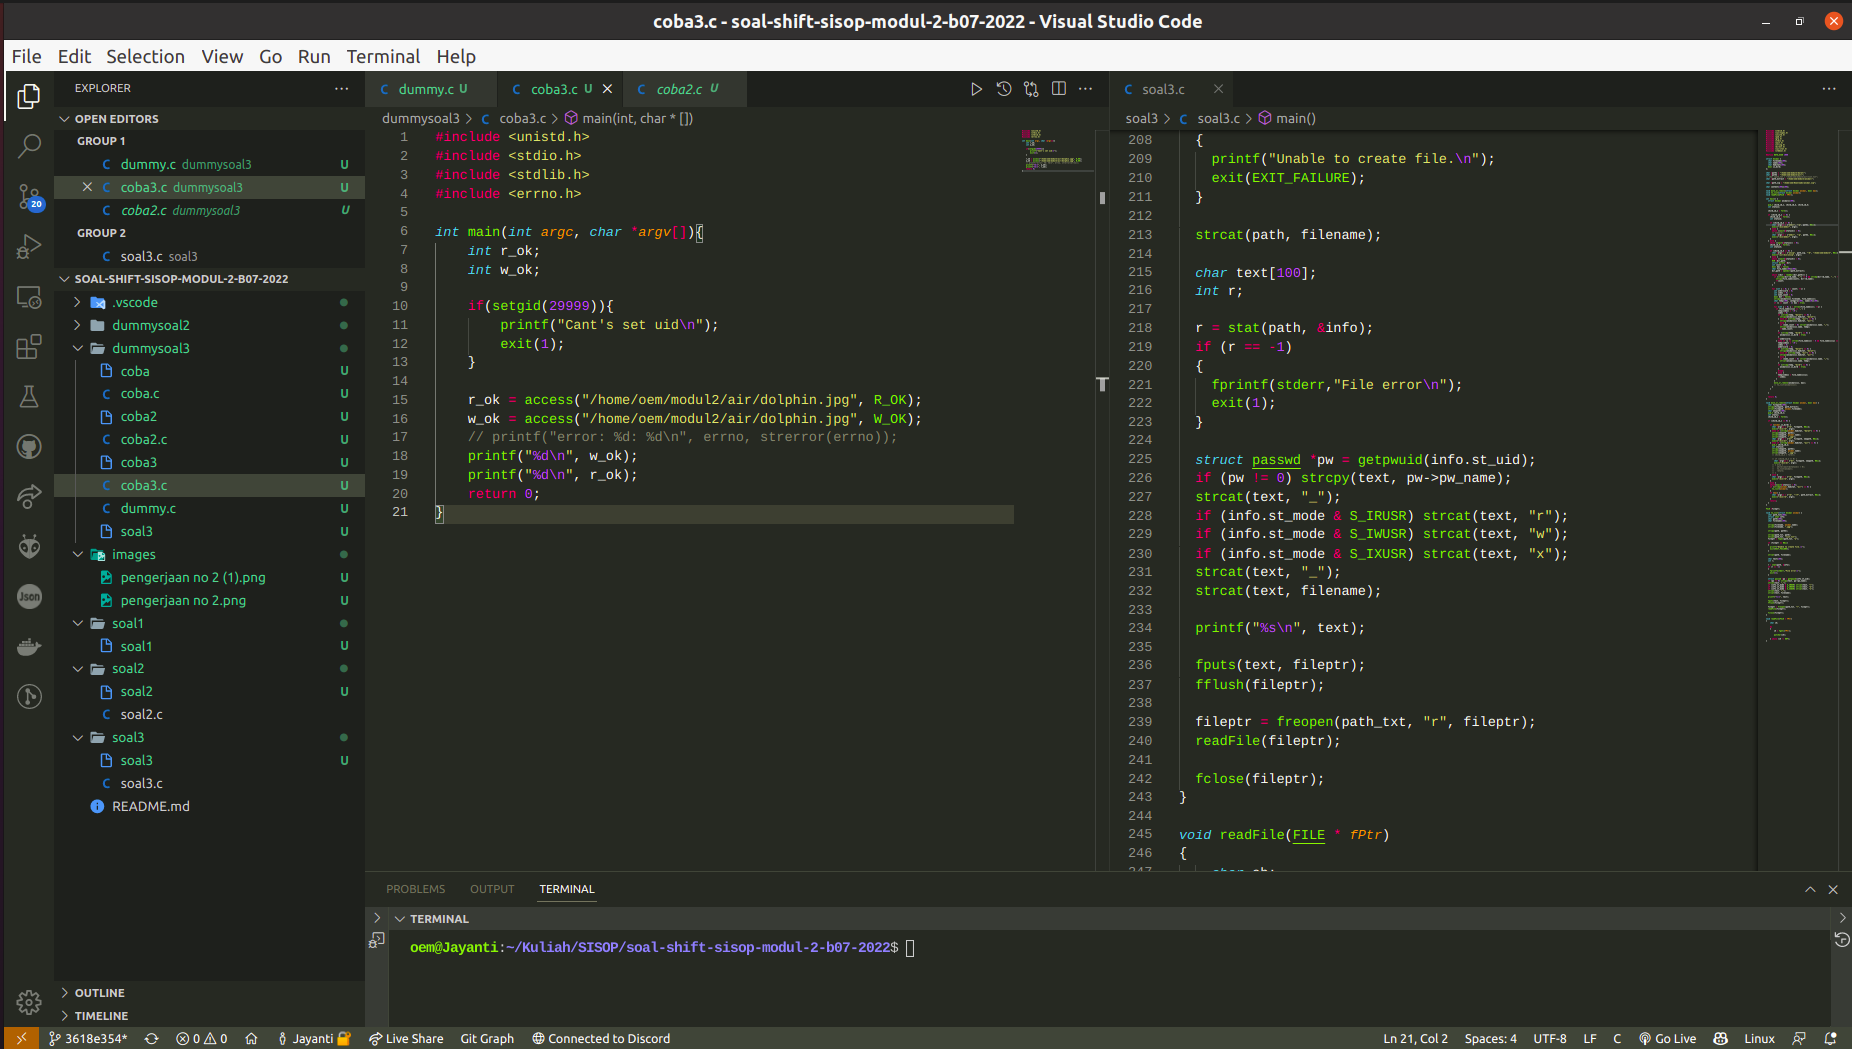 coba3.c - soal-shift-sisop-modul-2-b07-2022 - Visual Studio Code
File Edit Selection View Go Run Terminal Help
EXPLORER
OPEN EDITORS
GROUP 1
dummy.c dummysoal3 U
coba3.c dummysoal3 U
coba2.c dummysoal3 U
GROUP 2
soal3.c soal3
SOAL-SHIFT-SISOP-MODUL-2-B07-2022
.vscode
dummysoal2
dummysoal3
coba U
coba.c U
coba2 U
coba2.c U
coba3 U
coba3.c U
dummy.c U
soal3 U
images
pengerjaan no 2 (1).png U
pengerjaan no 2.png U
soal1
soal1 U
soal2
soal2 U
soal2.c
soal3
soal3 U
soal3.c
README.md
OUTLINE
TIMELINE
20
Json
C dummy.c U
C coba3.c U
C coba2.c U
dummysoal3 > C coba3.c > main(int, char * [])
1 #include <unistd.h>
2 #include <stdio.h>
3 #include <stdlib.h>
4 #include <errno.h>
5
6 int main(int argc, char *argv[]){
7 int r_ok;
8 int w_ok;
9
10 if(setgid(29999)){
11 printf("Cant's set uid\n");
12 exit(1);
13 }
14
15 r_ok = access("/home/oem/modul2/air/dolphin.jpg", R_OK);
16 w_ok = access("/home/oem/modul2/air/dolphin.jpg", W_OK);
17 // printf("error: %d: %d\n", errno, strerror(errno));
18 printf("%d\n", w_ok);
19 printf("%d\n", r_ok);
20 return 0;
21 }
C soal3.c
soal3 > C soal3.c > main()
208 {
209 printf("Unable to create file.\n");
210 exit(EXIT_FAILURE);
211 }
212
213 strcat(path, filename);
214
215 char text[100];
216 int r;
217
218 r = stat(path, &info);
219 if (r == -1)
220 {
221 fprintf(stderr,"File error\n");
222 exit(1);
223 }
224
225 struct passwd *pw = getpwuid(info.st_uid);
226 if (pw != 0) strcpy(text, pw->pw_name);
227 strcat(text, "_");
228 if (info.st_mode & S_IRUSR) strcat(text, "r");
229 if (info.st_mode & S_IWUSR) strcat(text, "w");
230 if (info.st_mode & S_IXUSR) strcat(text, "x");
231 strcat(text, "_");
232 strcat(text, filename);
233
234 printf("%s\n", text);
235
236 fputs(text, fileptr);
237 fflush(fileptr);
238
239 fileptr = freopen(path_txt, "r", fileptr);
240 readFile(fileptr);
241
242 fclose(fileptr);
243 }
244
245 void readFile(FILE * fPtr)
246 {
PROBLEMS OUTPUT TERMINAL
TERMINAL
oem@Jayanti:~/Kuliah/SISOP/soal-shift-sisop-modul-2-b07-2022$
3618e354* 0 0 Jayanti Live Share Git Graph Connected to Discord Ln 21, Col 2 Spaces: 4 UTF-8 LF C Go Live Linux